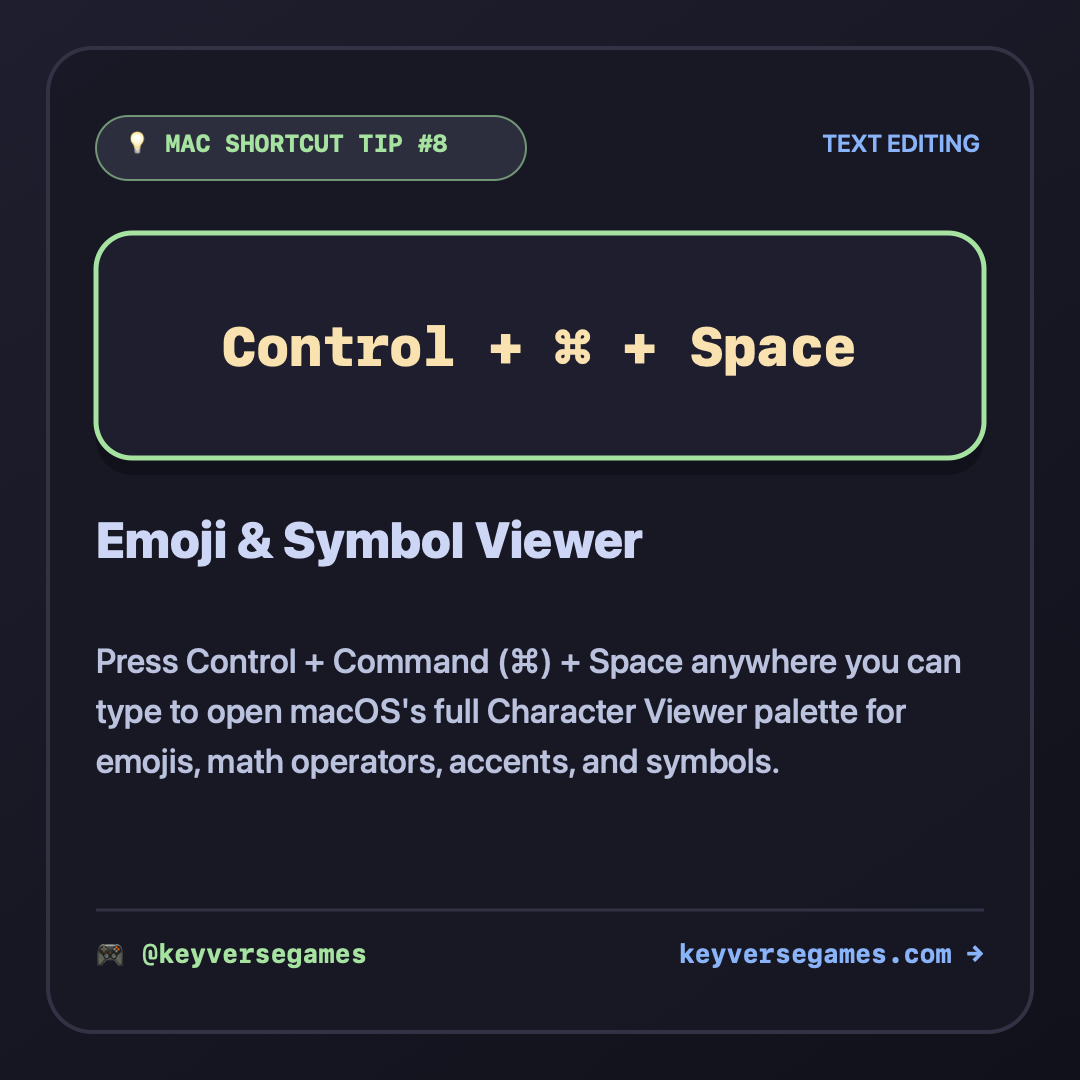 💡 MAC SHORTCUT TIP #8
TEXT EDITING
Control + ⌘ + Space
Emoji & Symbol Viewer
Press Control + Command (⌘) + Space anywhere you can
type to open macOS's full Character Viewer palette for
emojis, math operators, accents, and symbols.
🎮 @keyversegames
keyversegames.com →